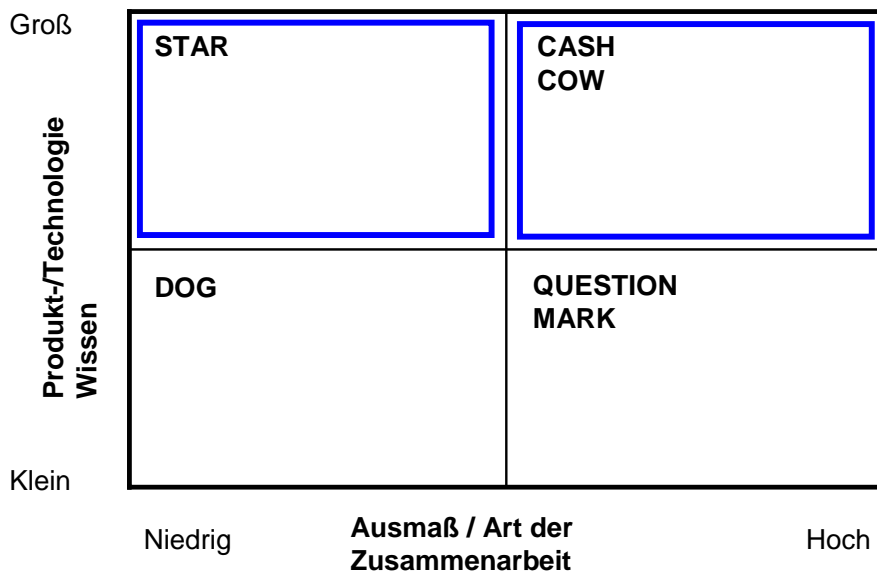 Groß
STAR
CASH
COW
Produkt-/Technologie
Wissen
DOG
QUESTION
MARK
Klein
Niedrig
Ausmaß / Art der
Zusammenarbeit
Hoch